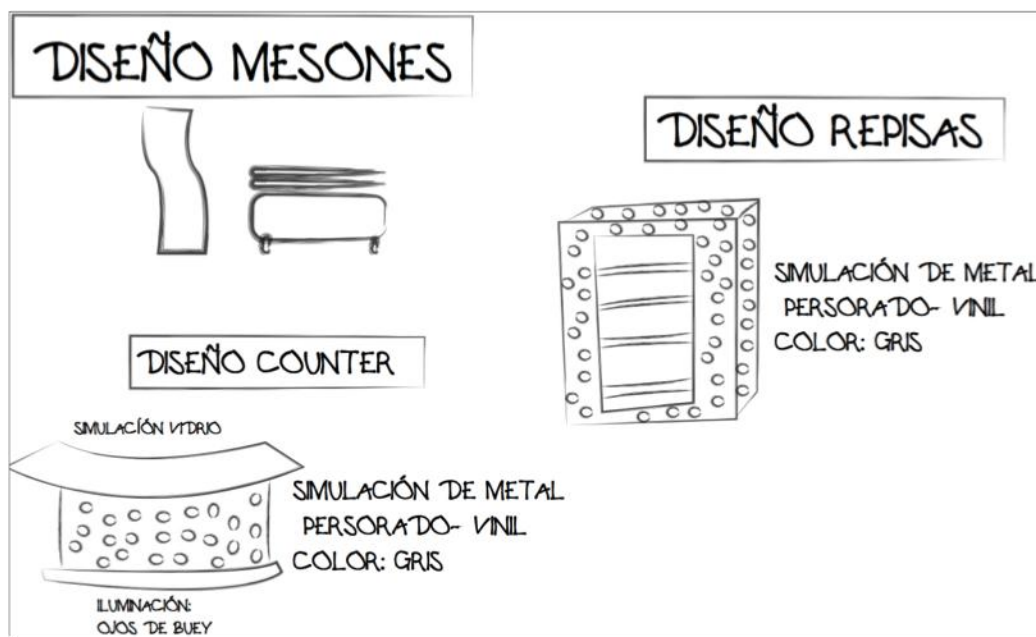 DISEÑO MESONES
DISEÑO REPISAS
SIMULACIÓN DE METAL
PERSORADO- VINIL
COLOR: GRIS
DISEÑO COUNTER
SIMULACÍÓN VIDRIO
SIMULACIÓN DE METAL
PERSORADO- VINIL
COLOR: GRIS
ILUMINACIÓN:
OJOS DE BUEY